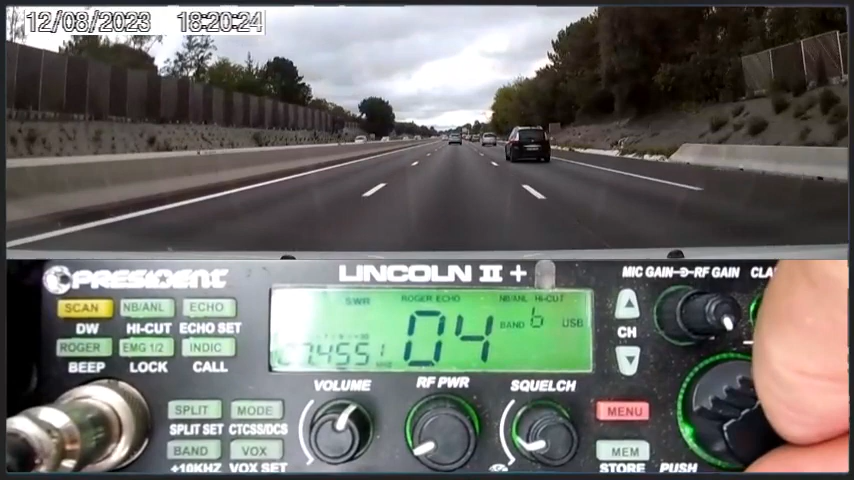 12/08/2023 18:20:24
PRESIDENT LINCOLN II + MIC GAIN RF GAIN CLA
SCAN NB/ANL ECHO
DW HI-CUT ECHO SET
ROGER EMG 1/2 INDIC
BEEP LOCK CALL
SWR ROGER ECHO NB/ANL HI-CUT
04 BAND 6 USB
27.4551
CH
VOLUME RF PWR SQUELCH
SPLIT MODE
SPLIT SET CTCSS/DCS
BAND VOX
+10KHZ VOX SET
MENU
MEM
STORE PUSH